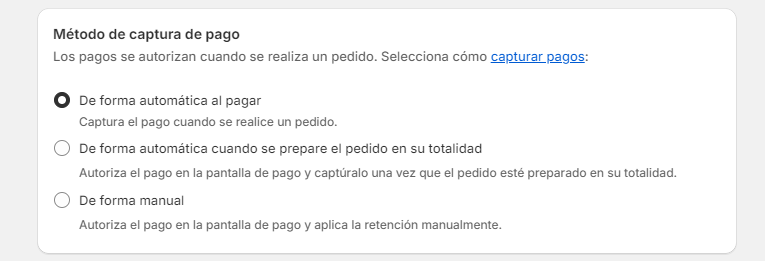 Método de captura de pago
Los pagos se autorizan cuando se realiza un pedido. Selecciona cómo capturar pagos:
De forma automática al pagar
Captura el pago cuando se realice un pedido.
De forma automática cuando se prepare el pedido en su totalidad
Autoriza el pago en la pantalla de pago y captúralo una vez que el pedido esté preparado en su totalidad.
De forma manual
Autoriza el pago en la pantalla de pago y aplica la retención manualmente.